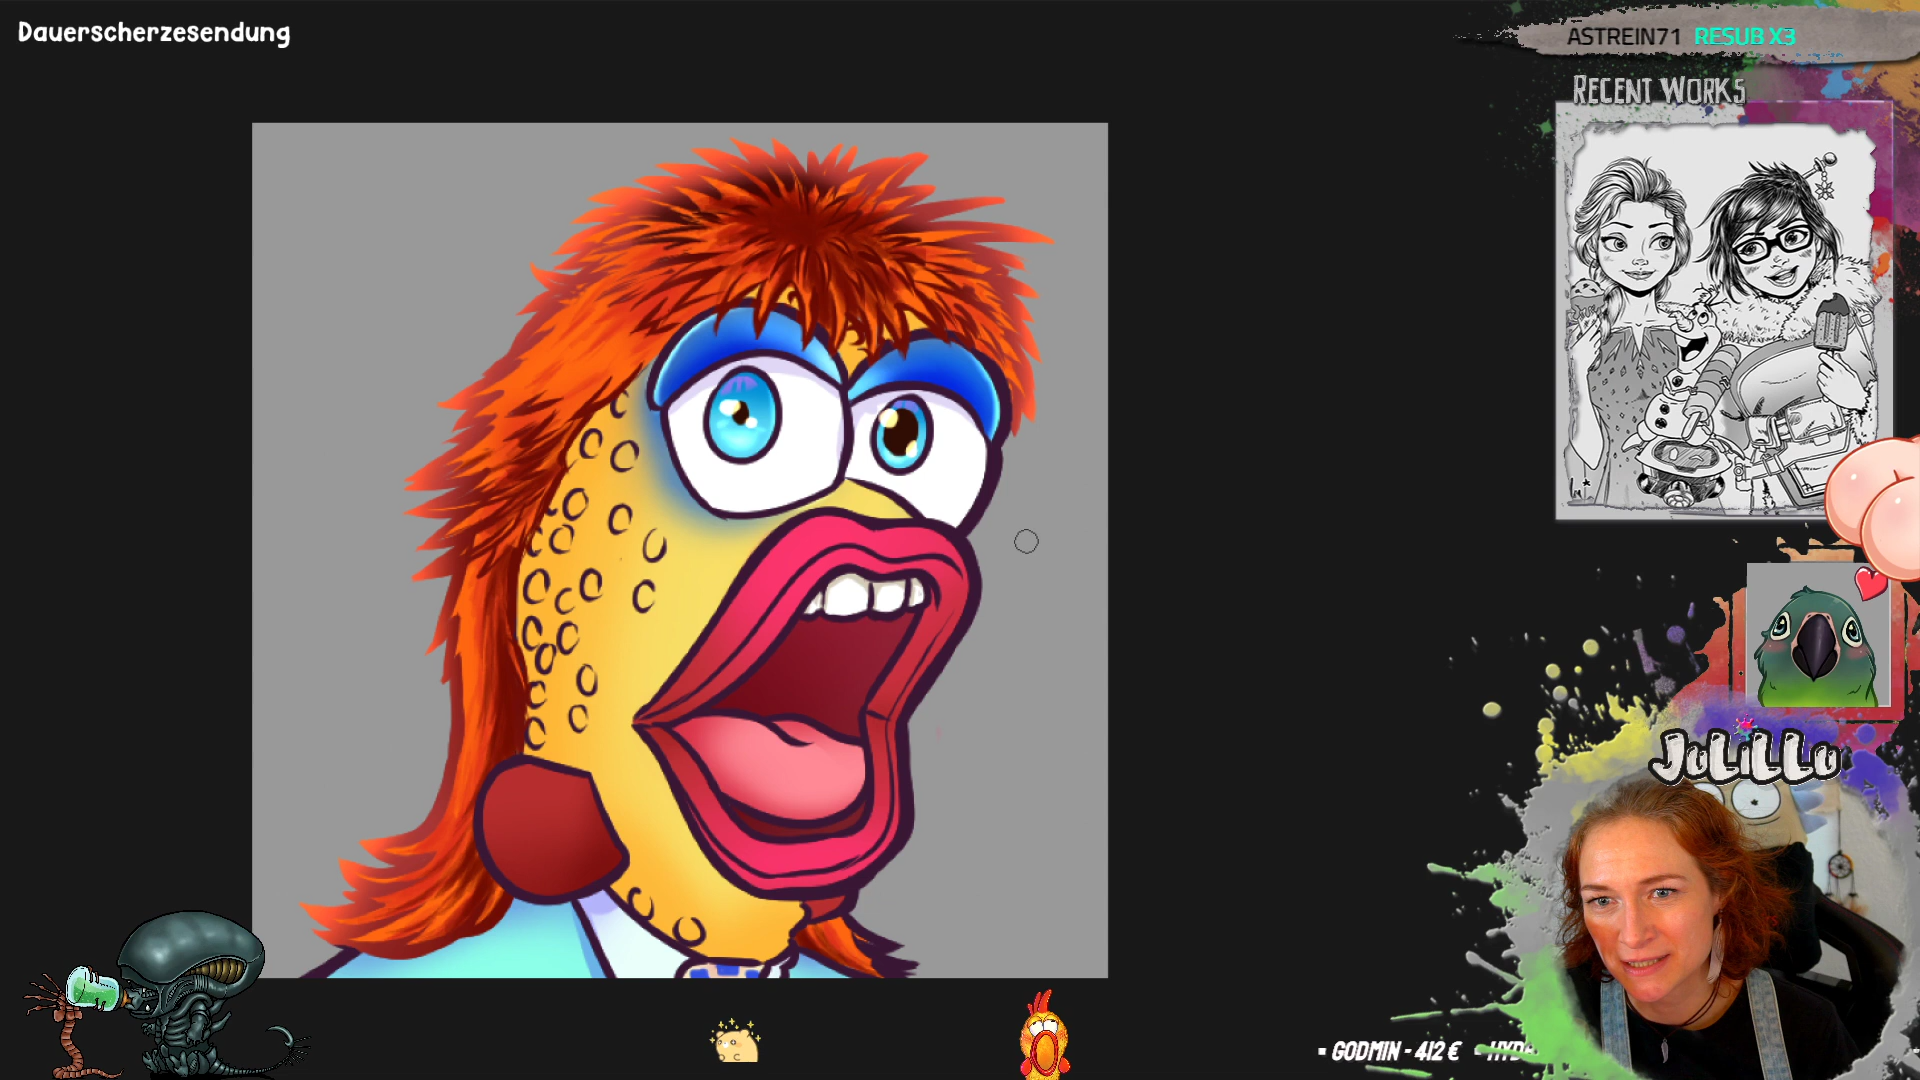 Dauerscherzesendung
ASTREIN71 RESUB X3
RECENT WORKS
JULILLU
- GODMIN - 412 €